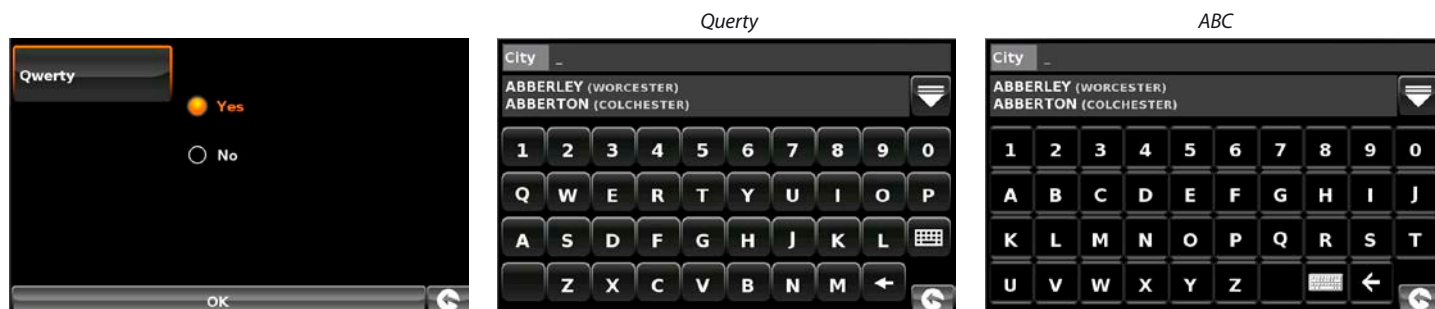 Querty
ABC
Qwerty
Yes
No
OK
City _
ABBERLEY (WORCESTER)
ABBERTON (COLCHESTER)
1 2 3 4 5 6 7 8 9 0
Q W E R T Y U I O P
A S D F G H J K L
Z X C V B N M
City _
ABBERLEY (WORCESTER)
ABBERTON (COLCHESTER)
1 2 3 4 5 6 7 8 9 0
A B C D E F G H I J
K L M N O P Q R S T
U V W X Y Z